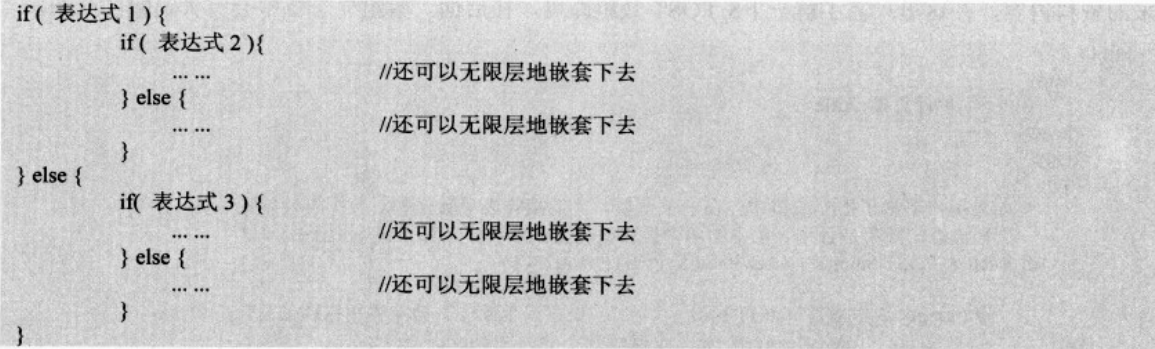 if ( 表达式 1 ) {
if ( 表达式 2 ){
... ... //还可以无限层地嵌套下去
} else {
... ... //还可以无限层地嵌套下去
}
} else {
if( 表达式 3 ) {
... ... //还可以无限层地嵌套下去
} else {
... ... //还可以无限层地嵌套下去
}
}